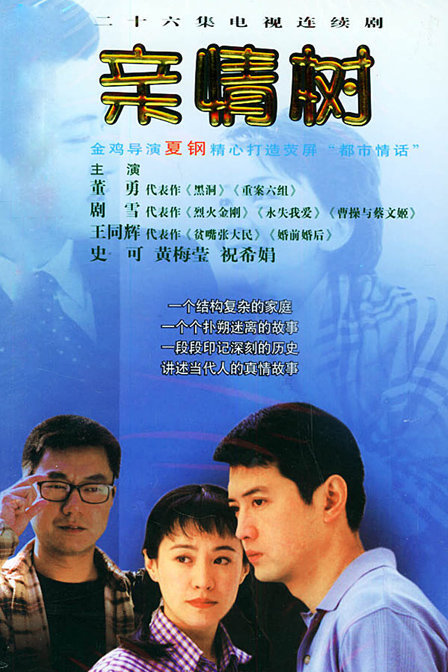 二十六集电视连续剧
亲情树
金鸡导演夏钢精心打造荧屏“都市情话”
主 演
董 勇 代表作《黑洞》《重案六组》
剧 雪 代表作《烈火金刚》《永失我爱》《曹操与蔡文姬》
王同辉 代表作《贫嘴张大民》《婚前婚后》
史 可 黄梅莹 祝希娟
一个结构复杂的家庭
一个个扑朔迷离的故事
一段段印记深刻的历史
讲述当代人的真情故事